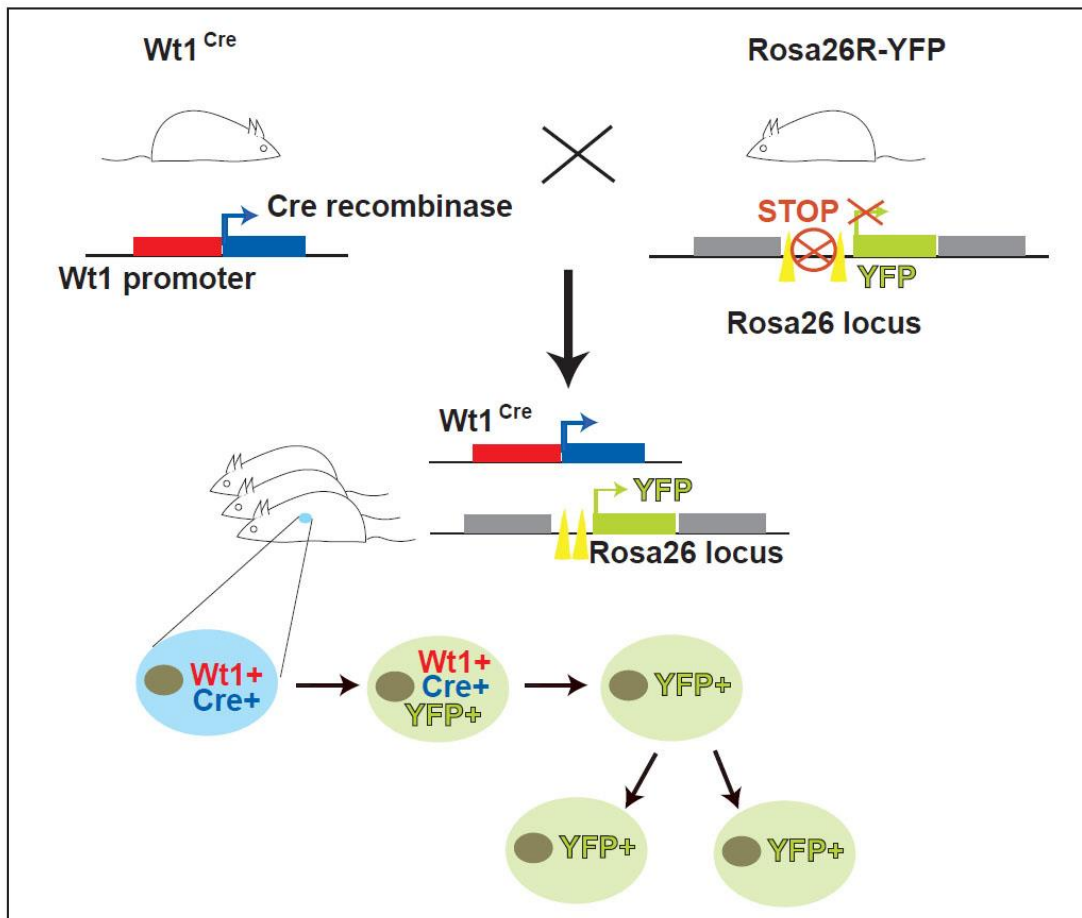 Wt1 Cre
Rosa26R-YFP
Cre recombinase
Wt1 promoter
STOP
YFP
Rosa26 locus
Wt1 Cre
YFP
Rosa26 locus
Wt1+
Cre+
Wt1+
Cre+
YFP+
YFP+
YFP+
YFP+